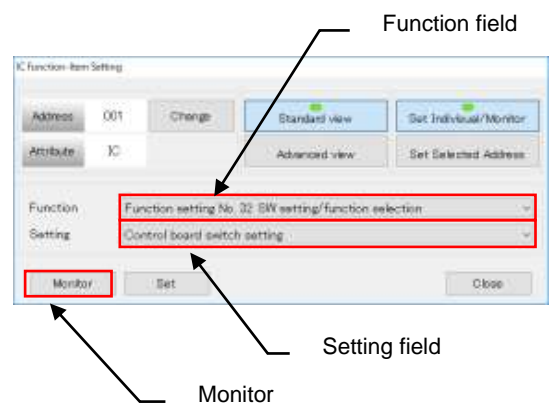 Function field
IC Function-Item Setting
Address 001 Change Standard view Set Indivisual/Monitor
Attribute IC Advanced view Set Selected Address
Function Function setting No. 32 SW setting/function selection
Setting Control board switch setting
Monitor Set Close
Setting field
Monitor